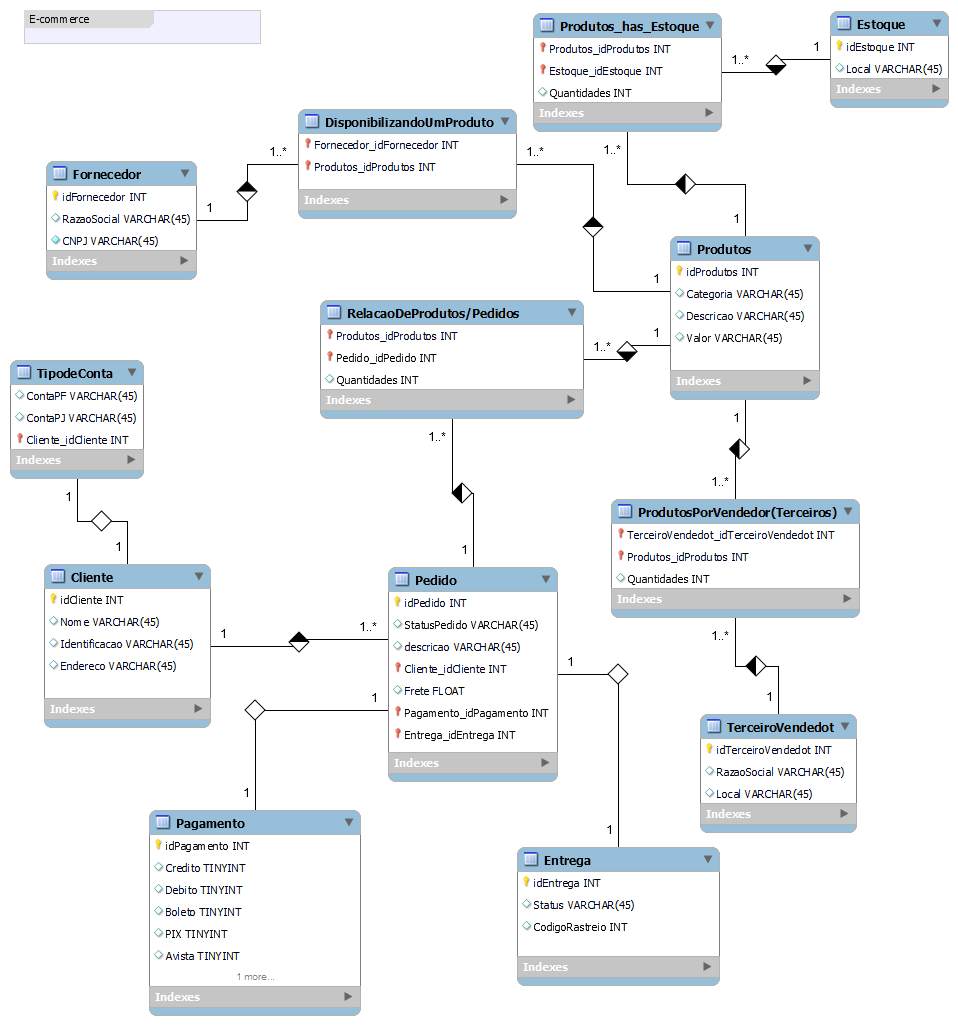 E-commerce
Produtos_has_Estoque
Produtos_idProdutos INT
Estoque_idEstoque INT
Quantidades INT
Indexes
Estoque
idEstoque INT
Local VARCHAR(45)
Indexes
1..*
1
DisponibilizandoUmProduto
Fornecedor_idFornecedor INT
Produtos_idProdutos INT
Indexes
1..*
1..*
1..*
Fornecedor
idFornecedor INT
RazaoSocial VARCHAR(45)
CNPJ VARCHAR(45)
Indexes
1
1
Produtos
idProdutos INT
Categoria VARCHAR(45)
Descricao VARCHAR(45)
Valor VARCHAR(45)
Indexes
1
1
1..*
RelacaoDeProdutos/Pedidos
Produtos_idProdutos INT
Pedido_idPedido INT
Quantidades INT
Indexes
1..*
1
TipodeConta
ContaPF VARCHAR(45)
ContaPJ VARCHAR(45)
Cliente_idCliente INT
Indexes
1
1
1
1..*
ProdutosPorVendedor(Terceiros)
TerceiroVendedot_idTerceiroVendedot INT
Produtos_idProdutos INT
Quantidades INT
Indexes
1..*
1
Cliente
idCliente INT
Nome VARCHAR(45)
Identificacao VARCHAR(45)
Endereco VARCHAR(45)
Indexes
1
1..*
Pedido
idPedido INT
StatusPedido VARCHAR(45)
descricao VARCHAR(45)
Cliente_idCliente INT
Frete FLOAT
Pagamento_idPagamento INT
Entrega_idEntrega INT
Indexes
1
1
1
1
TerceiroVendedot
idTerceiroVendedot INT
RazaoSocial VARCHAR(45)
Local VARCHAR(45)
Indexes
Pagamento
idPagamento INT
Credito TINYINT
Debito TINYINT
Boleto TINYINT
PIX TINYINT
Avista TINYINT
1 more...
Indexes
Entrega
idEntrega INT
Status VARCHAR(45)
CodigoRastreio INT
Indexes